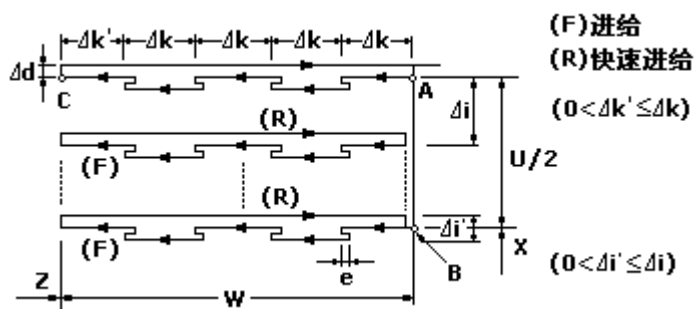 Δk' Δk Δk Δk Δk
(F)进给
(R)快速进给
(0<Δk'≤Δk)
Δd
C
A
Δi
(R)
(F)
U/2
(R)
(F)
Δi'
X
e
B
(0<Δi'≤Δi)
Z
W